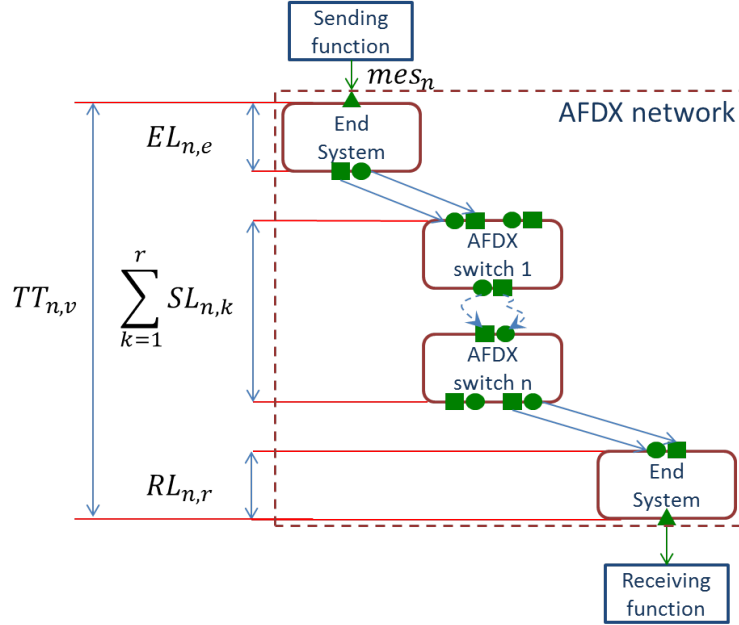 Sending
function
mes_n
AFDX network
End
System
EL_{n,e}
AFDX
switch 1
TT_{n,v}
\sum_{k=1}^{r} SL_{n,k}
AFDX
switch n
RL_{n,r}
End
System
Receiving
function